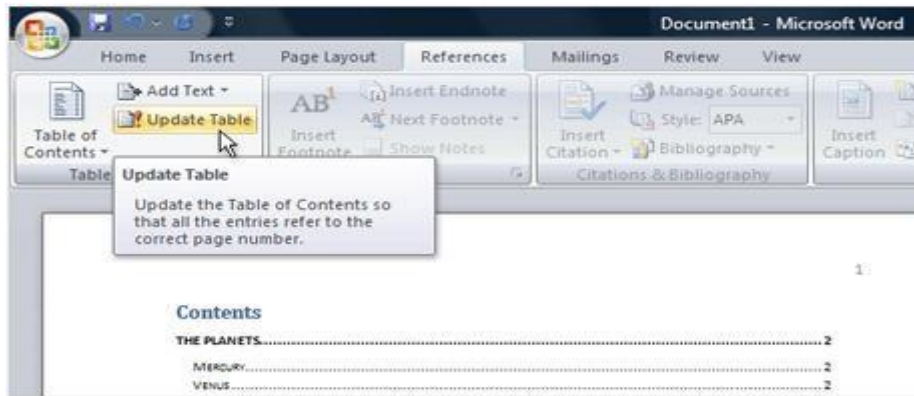 Document1 - Microsoft Word
Home Insert Page Layout References Mailings Review View
Table of Contents
Add Text
Update Table
AB1
Insert Footnote
Insert Endnote
AB Next Footnote
Show Notes
Insert Citation
Manage Sources
Style: APA
Bibliography
Insert Caption
Table
Citations & Bibliography
Update Table
Update the Table of Contents so
that all the entries refer to the
correct page number.
1
Contents
THE PLANETS 2
MERCURY 2
VENUS 2